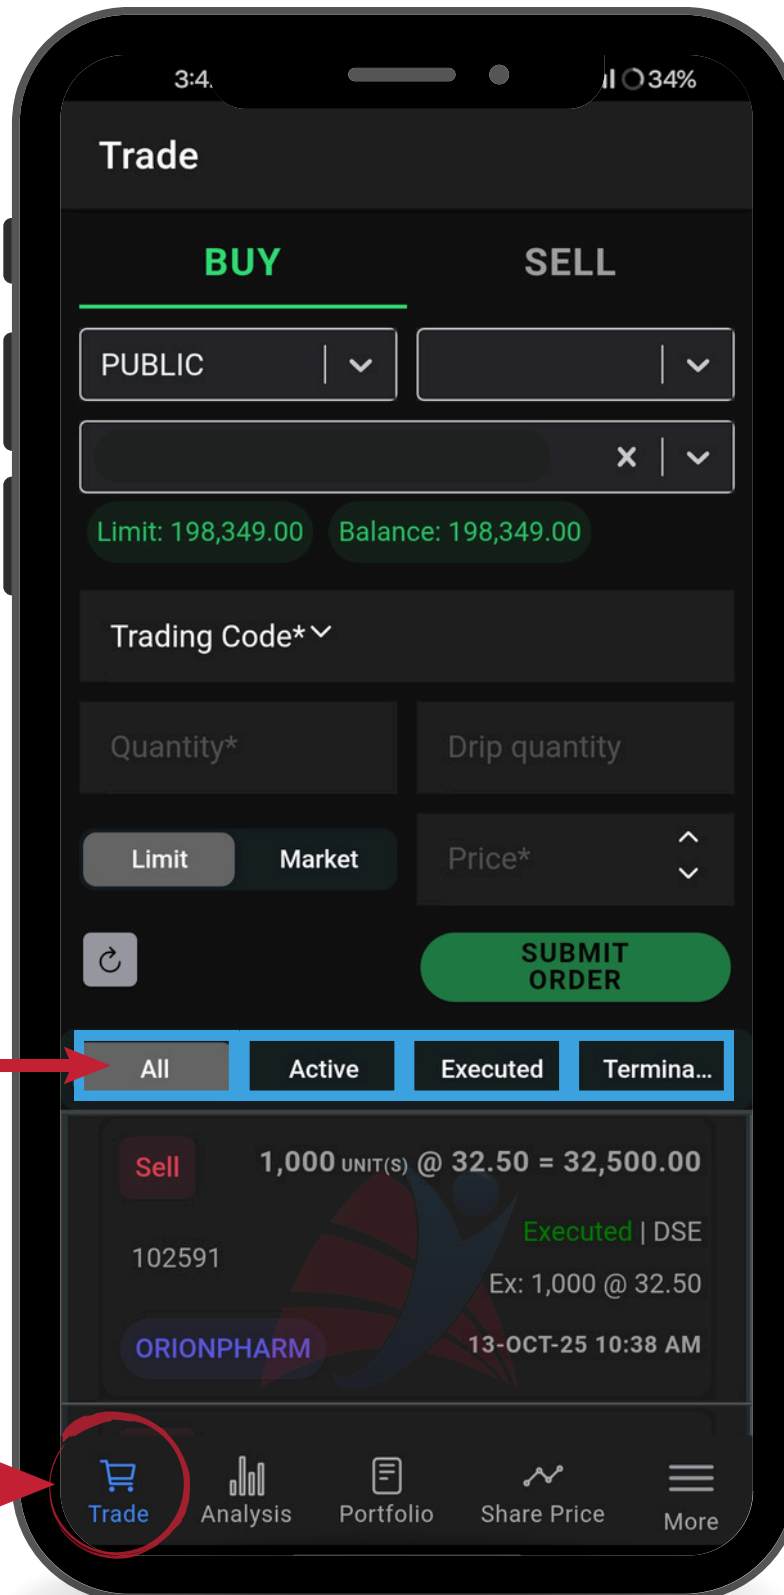 34%
Trade
BUY SELL
PUBLIC
Limit: 198,349.00 Balance: 198,349.00
Trading Code*
Quantity* Drip quantity
Limit Market Price*
SUBMIT
ORDER
All Active Executed Termina...
Sell 1,000 UNIT(S) @ 32.50 = 32,500.00
Executed | DSE
102591
Ex: 1,000 @ 32.50
ORIONPHARM 13-OCT-25 10:38 AM
Trade Analysis Portfolio Share Price More